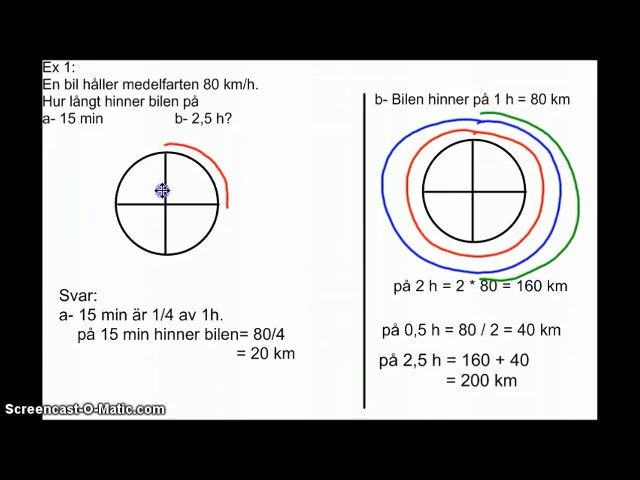 Ex 1:
En bil håller medelfarten 80 km/h.
Hur långt hinner bilen på
a- 15 min b- 2,5 h?
Svar:
a- 15 min är 1/4 av 1h.
på 15 min hinner bilen= 80/4
= 20 km
b- Bilen hinner på 1 h = 80 km
på 2 h = 2 * 80 = 160 km
på 0,5 h = 80 / 2 = 40 km
på 2,5 h = 160 + 40
= 200 km
Screencast-O-Matic.com